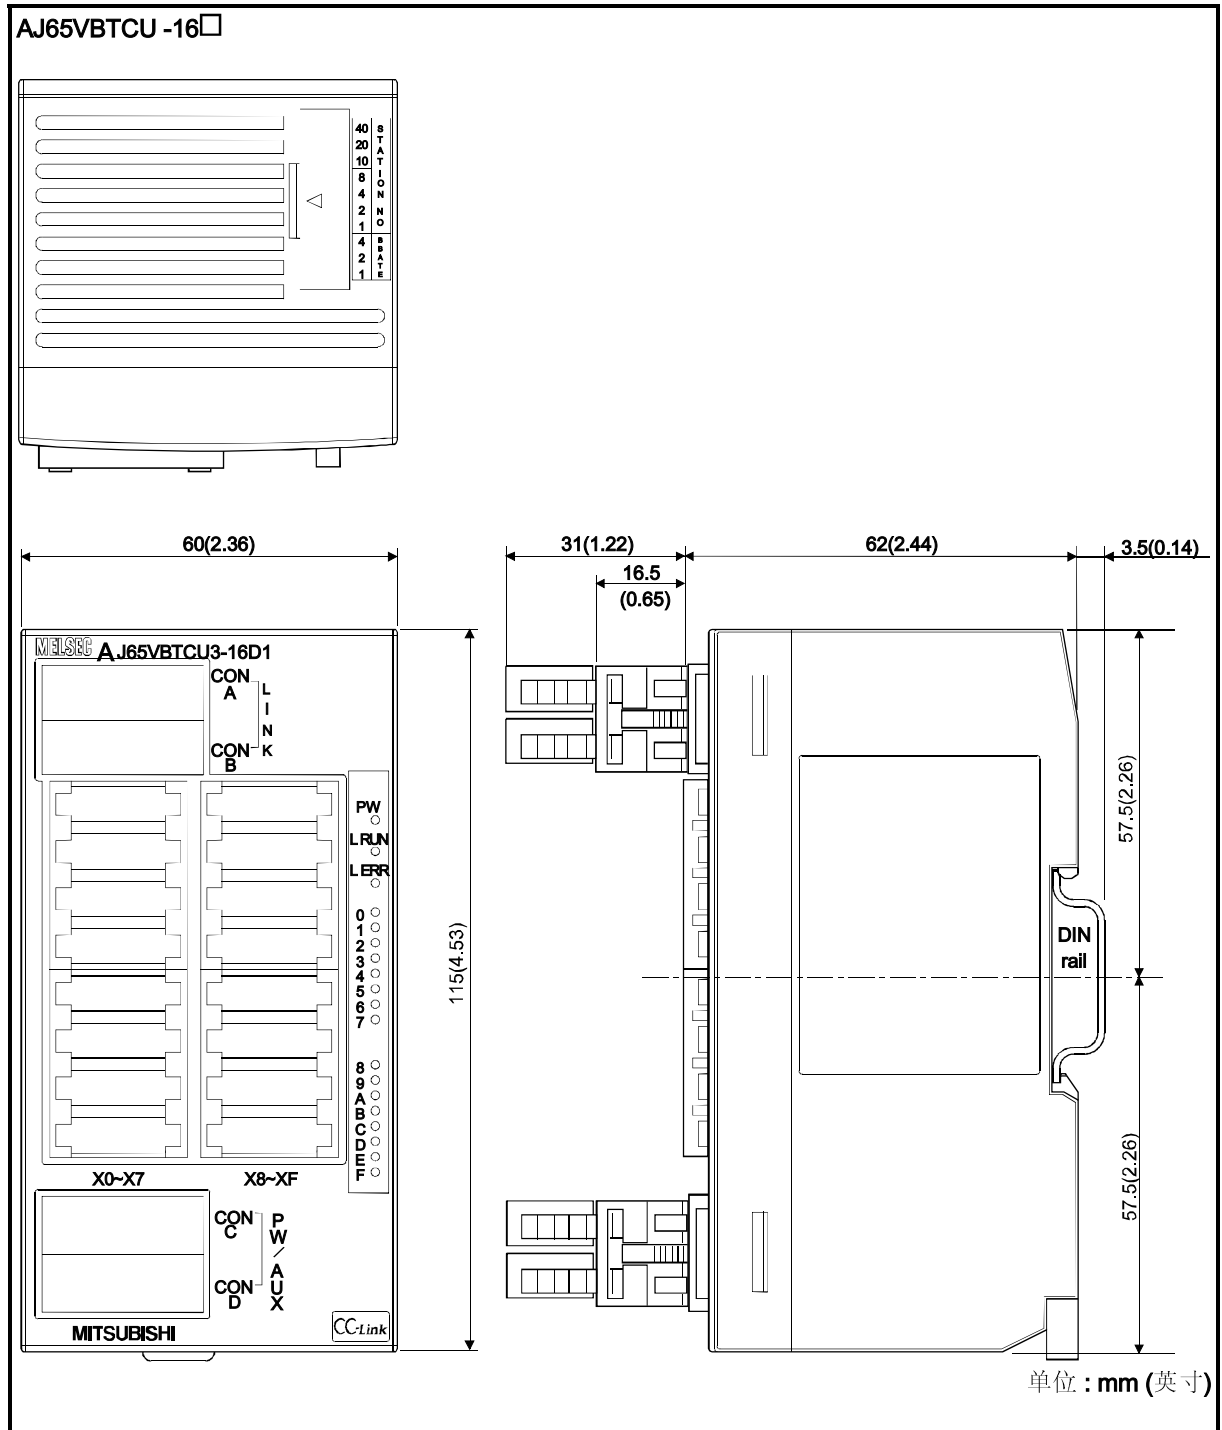 AJ65VBTCU -16□
40
20
10
8
4
2
1
4
2
1
STATION NO
BBATE
60(2.36)
31(1.22)
62(2.44)
3.5(0.14)
16.5
(0.65)
MELSEC AJ65VBTCU3-16D1
CON A
CON B
LINK
PW
L RUN
L ERR
0
1
2
3
4
5
6
7
8
9
A
B
C
D
E
F
X0~X7
X8~XF
CON C
CON D
PW/AUX
MITSUBISHI
CC-Link
115(4.53)
57.5(2.26)
DIN
rail
57.5(2.26)
单位 : mm (英寸)